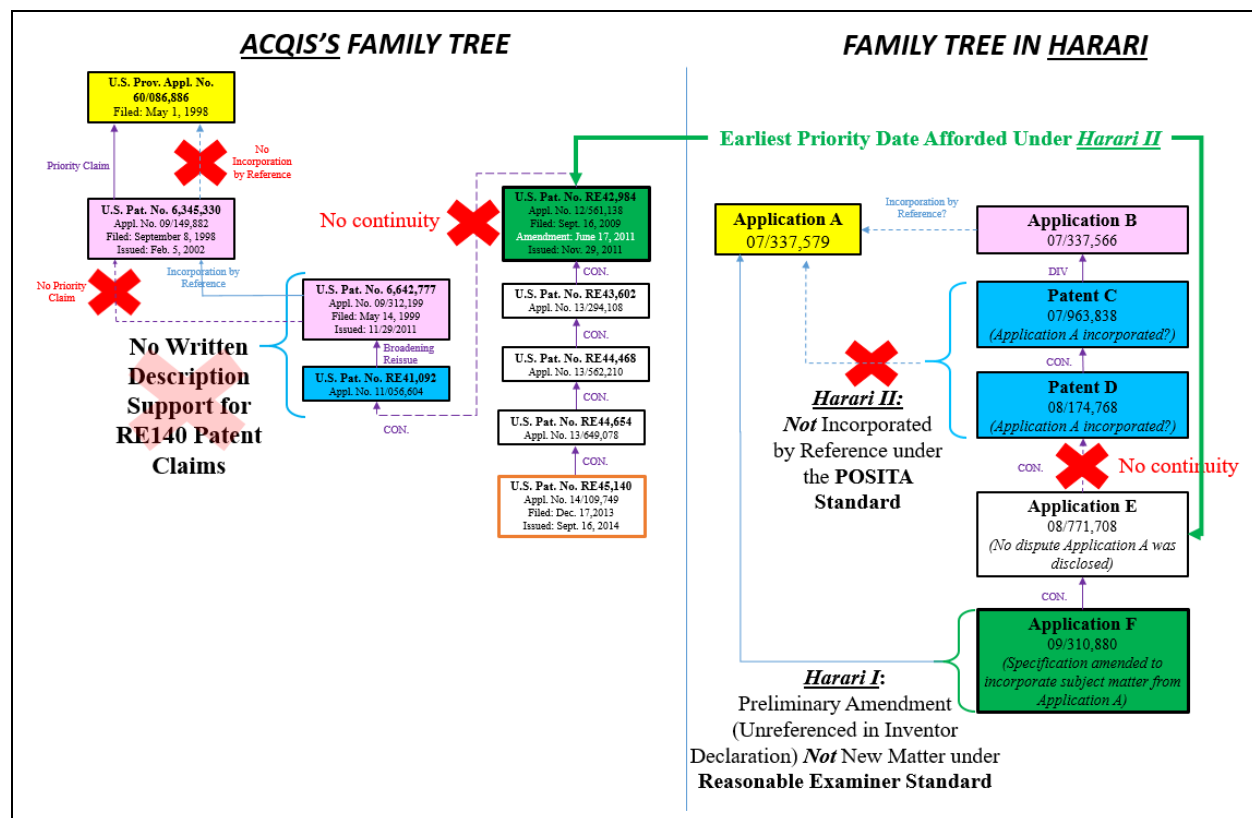 ACQIS'S FAMILY TREE
U.S. Prov. Appl. No.
60/086,886
Filed: May 1, 1998
Priority Claim
No
Incorporation
by Reference
U.S. Pat. No. 6,345,330
Appl. No. 09/149,882
Filed: September 8, 1998
Issued: Feb. 5, 2002
No Priority
Claim
Incorporation by
Reference
U.S. Pat. No. 6,642,777
Appl. No. 09/312,199
Filed: May 14, 1999
Issued: 11/29/2011
Broadening
Reissue
U.S. Pat. No. RE41,092
Appl. No. 11/056,604
No Written
Description
Support for
RE140 Patent
Claims
CON.
No continuity
U.S. Pat. No. RE42,984
Appl. No. 12/561,138
Filed: Sept. 16, 2009
Amendment: June 17, 2011
Issued: Nov. 29, 2011
CON.
U.S. Pat. No. RE43,602
Appl. No. 13/294,108
CON.
U.S. Pat. No. RE44,468
Appl. No. 13/562,210
CON.
U.S. Pat. No. RE44,654
Appl. No. 13/649,078
CON.
U.S. Pat. No. RE45,140
Appl. No. 14/109,749
Filed: Dec. 17,2013
Issued: Sept. 16, 2014
FAMILY TREE IN HARARI
Earliest Priority Date Afforded Under Harari II
Application A
07/337,579
Incorporation by
Reference?
Application B
07/337,566
DIV
Patent C
07/963,838
(Application A incorporated?)
CON.
Patent D
08/174,768
(Application A incorporated?)
Harari II:
Not Incorporated
by Reference under
the POSITA
Standard
CON.
No continuity
Application E
08/771,708
(No dispute Application A was
disclosed)
CON.
Application F
09/310,880
(Specification amended to
incorporate subject matter from
Application A)
Harari I:
Preliminary Amendment
(Unreferenced in Inventor
Declaration) Not New Matter under
Reasonable Examiner Standard